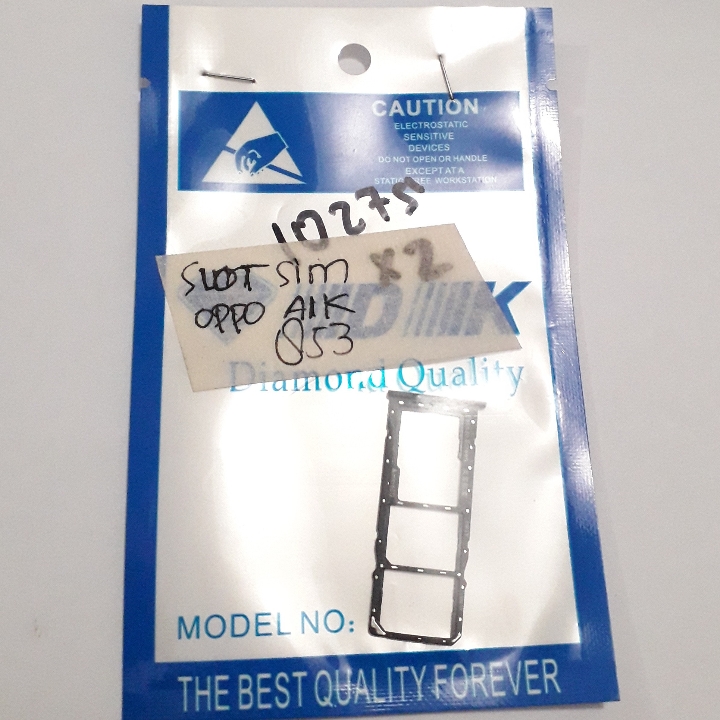 CAUTION
ELECTROSTATIC
SENSITIVE
DEVICES
DO NOT OPEN OR HANDLE
EXCEPT AT A
STATIC FREE WORKSTATION
10275
SLOT SIM X2
OPPO A1K
853
Diamond Quality
MODEL NO:
THE BEST QUALITY FOREVER